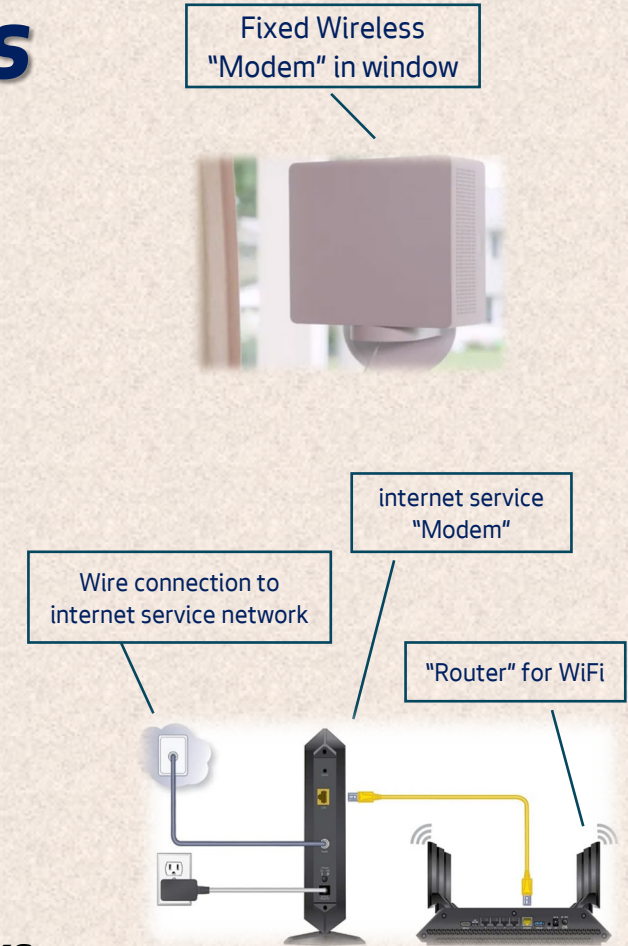 s
Fixed Wireless
“Modem” in window
internet service
“Modem”
Wire connection to
internet service network
“Router” for WiFi